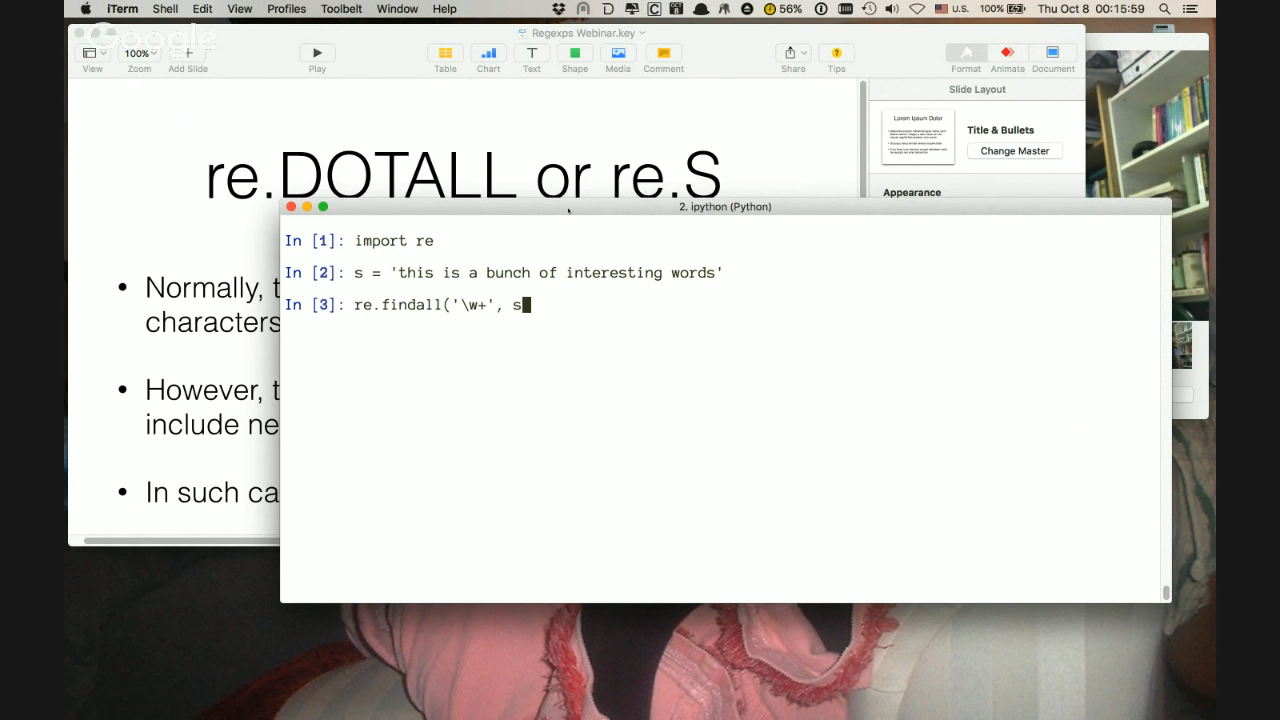 iTerm Shell Edit View Profiles Toolbelt Window Help 56% U.S. 100% Thu Oct 8 00:15:59
Google
Regexps Webinar.key
100%
View Zoom Add Slide Play Table Chart Text Shape Media Comment Share Tips Format Animate Document
Slide Layout
Lorem Ipsum Dolor
Title & Bullets
Change Master
Appearance
re.DOTALL or re.S
2. ipython (Python)
In [1]: import re
In [2]: s = 'this is a bunch of interesting words'
In [3]: re.findall('\w+', s
• Normally, t
characters
• However, t
include ne
• In such ca